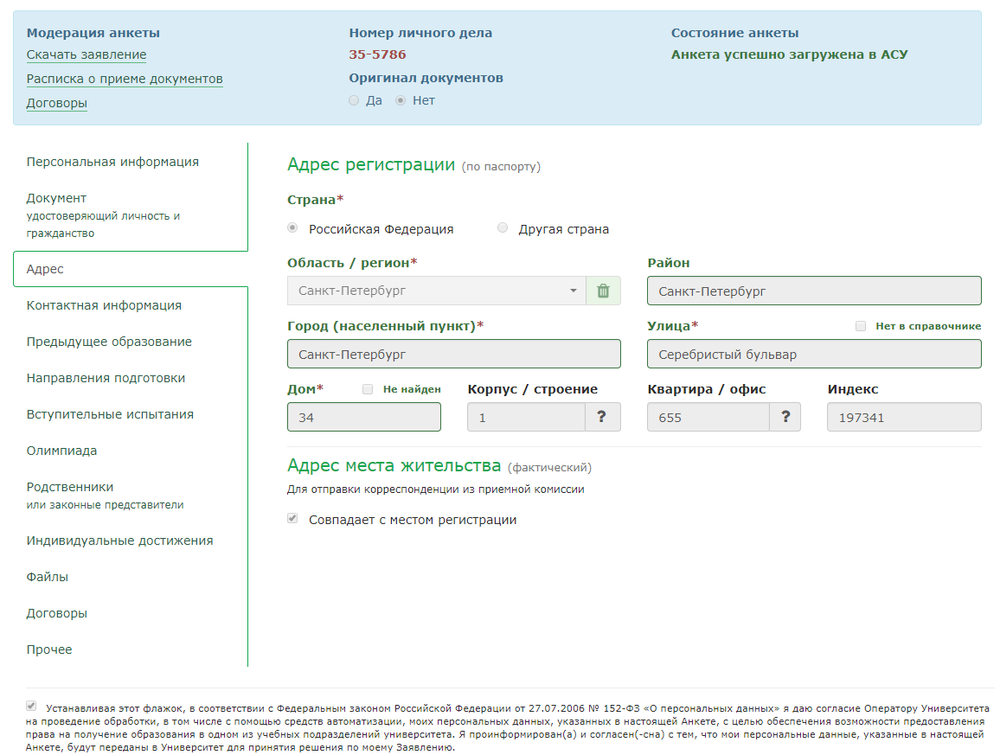 Модерация анкеты
Скачать заявление
Расписка о приеме документов
Договоры
Номер личного дела
35-5786
Оригинал документов
Да Нет
Состояние анкеты
Анкета успешно загружена в АСУ
Персональная информация
Документ
удостоверяющий личность и
гражданство
Адрес
Контактная информация
Предыдущее образование
Направления подготовки
Вступительные испытания
Олимпиада
Родственники
или законные представители
Индивидуальные достижения
Файлы
Договоры
Прочее
Адрес регистрации (по паспорту)
Страна*
Российская Федерация Другая страна
Область / регион* Район
Санкт-Петербург Санкт-Петербург
Город (населенный пункт)* Улица* Нет в справочнике
Санкт-Петербург Серебристый бульвар
Дом* Не найден Корпус / строение Квартира / офис Индекс
34 1 ? 655 ? 197341
Адрес места жительства (фактический)
Для отправки корреспонденции из приемной комиссии
Совпадает с местом регистрации
Устанавливая этот флажок, в соответствии с Федеральным законом Российской Федерации от 27.07.2006 № 152-ФЗ «О персональных данных» я даю согласие Оператору Университета
на проведение обработки, в том числе с помощью средств автоматизации, моих персональных данных, указанных в настоящей Анкете, с целью обеспечения возможности предоставления
права на получение образования в одном из учебных подразделений университета. Я проинформирован(а) и согласен(-сна) с тем, что мои персональные данные, указанные в настоящей
Анкете, будут переданы в Университет для принятия решения по моему Заявлению.